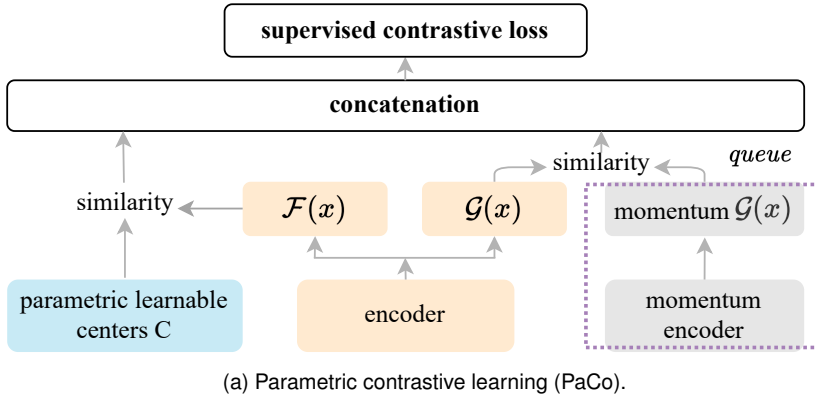 supervised contrastive loss
concatenation
similarity
queue
similarity
F(x)
G(x)
momentum G(x)
parametric learnable
centers C
encoder
momentum
encoder
(a) Parametric contrastive learning (PaCo).